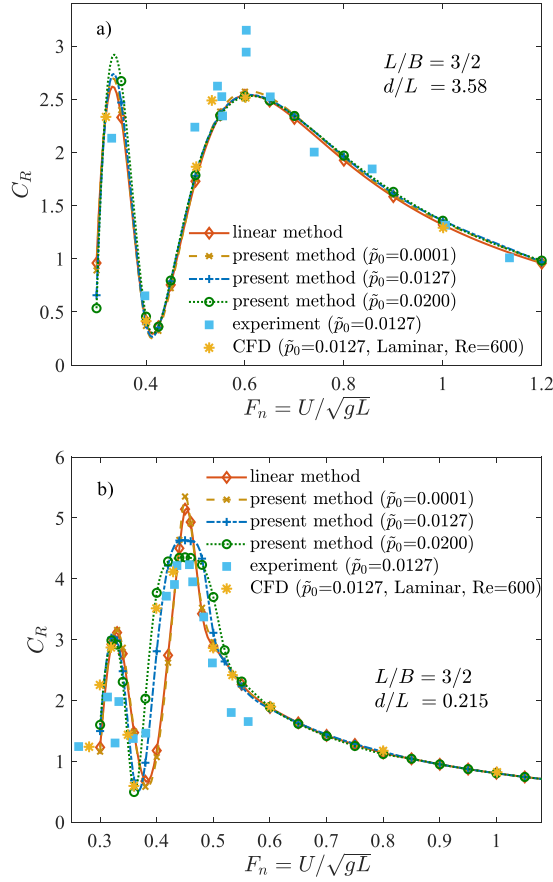 a)
L/B = 3/2
d/L = 3.58
3
2.5
2
1.5
1
0.5
0
C_R
linear method
present method (p̃₀=0.0001)
present method (p̃₀=0.0127)
present method (p̃₀=0.0200)
experiment (p̃₀=0.0127)
CFD (p̃₀=0.0127, Laminar, Re=600)
0.4 0.6 0.8 1 1.2
F_n = U/√gL
b)
6
5
4
3
2
1
0
C_R
linear method
present method (p̃₀=0.0001)
present method (p̃₀=0.0127)
present method (p̃₀=0.0200)
experiment (p̃₀=0.0127)
CFD (p̃₀=0.0127, Laminar, Re=600)
L/B = 3/2
d/L = 0.215
0.3 0.4 0.5 0.6 0.7 0.8 0.9 1
F_n = U/√gL